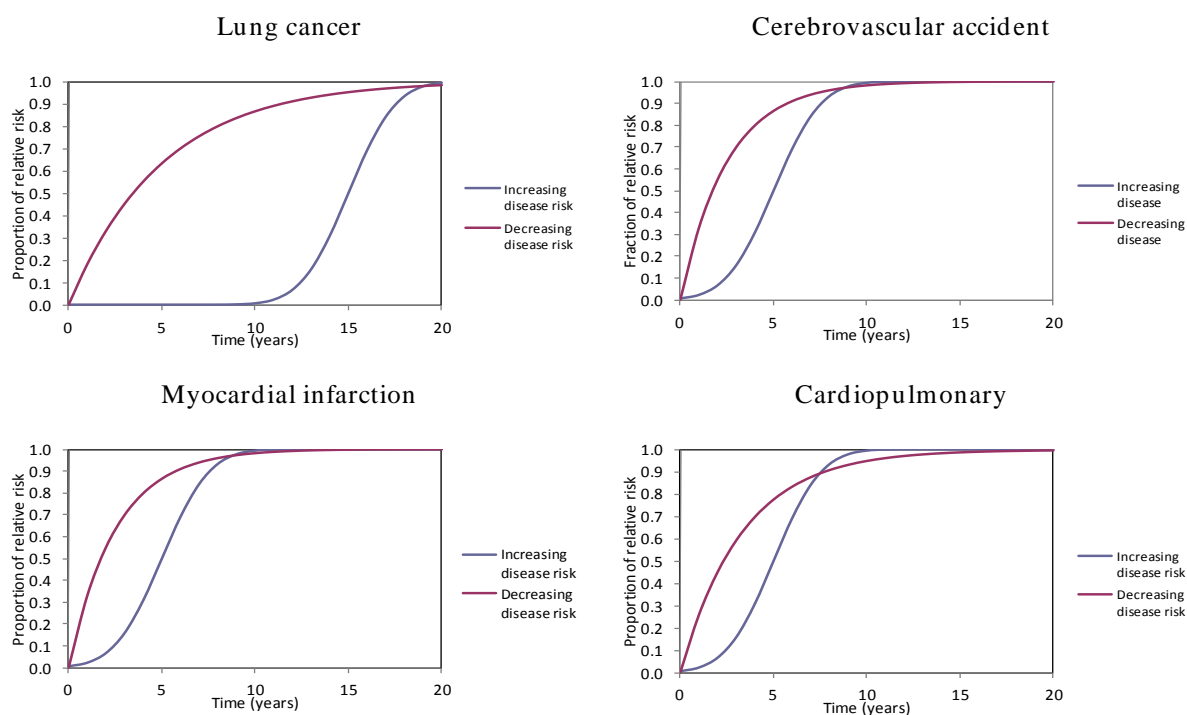 Lung cancer
Proportion of relative risk
1.0
0.9
0.8
0.7
0.6
0.5
0.4
0.3
0.2
0.1
0.0
0
5
10
15
20
Time (years)
Increasing
disease risk
Decreasing
disease risk
Cerebrovascular accident
Fraction of relative risk
1.0
0.9
0.8
0.7
0.6
0.5
0.4
0.3
0.2
0.1
0.0
0
5
10
15
20
Time (years)
Increasing
disease
Decreasing
disease
Myocardial infarction
Proportion of relative risk
1.0
0.9
0.8
0.7
0.6
0.5
0.4
0.3
0.2
0.1
0.0
0
5
10
15
20
Time (years)
Increasing
disease risk
Decreasing
disease risk
Cardiopulmonary
Proportion of relative risk
1.0
0.9
0.8
0.7
0.6
0.5
0.4
0.3
0.2
0.1
0.0
0
5
10
15
20
Time (years)
Increasing
disease risk
Decreasing
disease risk